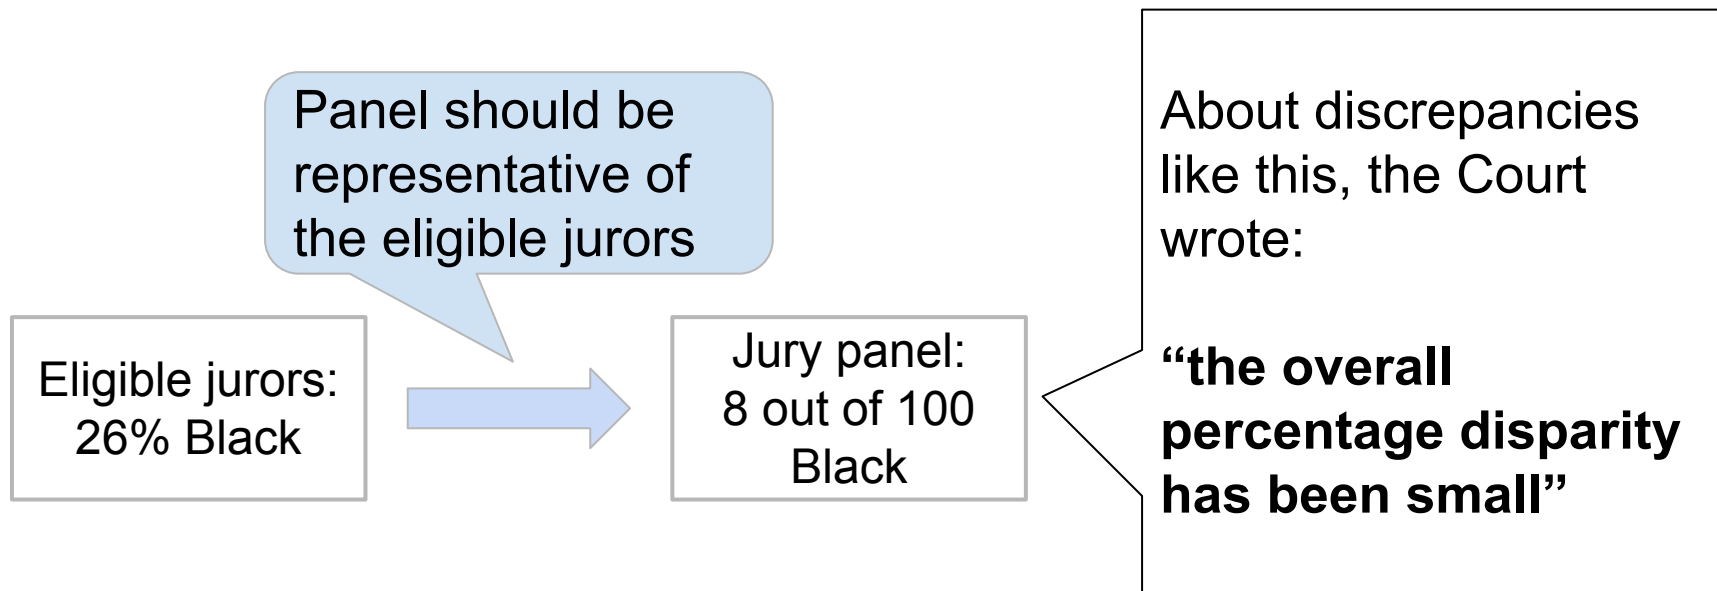 Panel should be
representative of
the eligible jurors
Eligible jurors:
26% Black
Jury panel:
8 out of 100
Black
About discrepancies
like this, the Court
wrote:
“the overall
percentage disparity
has been small”